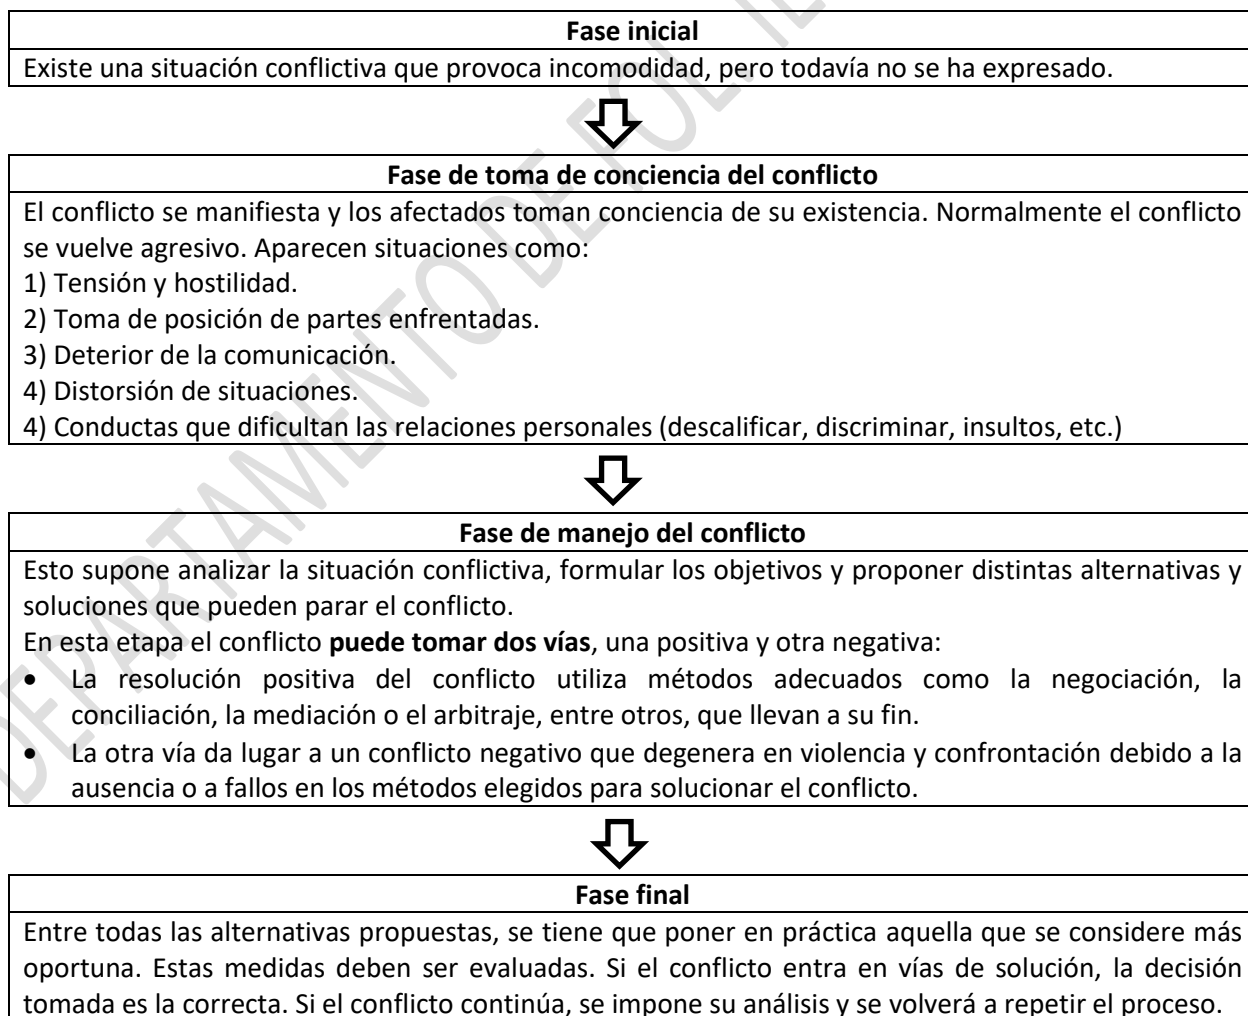 Fase inicial
Existe una situación conflictiva que provoca incomodidad, pero todavía no se ha expresado.
Fase de toma de conciencia del conflicto
El conflicto se manifiesta y los afectados toman conciencia de su existencia. Normalmente el conflicto
se vuelve agresivo. Aparecen situaciones como:
1) Tensión y hostilidad.
2) Toma de posición de partes enfrentadas.
3) Deterior de la comunicación.
4) Distorsión de situaciones.
4) Conductas que dificultan las relaciones personales (descalificar, discriminar, insultos, etc.)
Fase de manejo del conflicto
Esto supone analizar la situación conflictiva, formular los objetivos y proponer distintas alternativas y
soluciones que pueden parar el conflicto.
En esta etapa el conflicto puede tomar dos vías, una positiva y otra negativa:
• La resolución positiva del conflicto utiliza métodos adecuados como la negociación, la
conciliación, la mediación o el arbitraje, entre otros, que llevan a su fin.
• La otra vía da lugar a un conflicto negativo que degenera en violencia y confrontación debido a la
ausencia o a fallos en los métodos elegidos para solucionar el conflicto.
Fase final
Entre todas las alternativas propuestas, se tiene que poner en práctica aquella que se considere más
oportuna. Estas medidas deben ser evaluadas. Si el conflicto entra en vías de solución, la decisión
tomada es la correcta. Si el conflicto continúa, se impone su análisis y se volverá a repetir el proceso.
DEPARTAMENTO DE FOL.